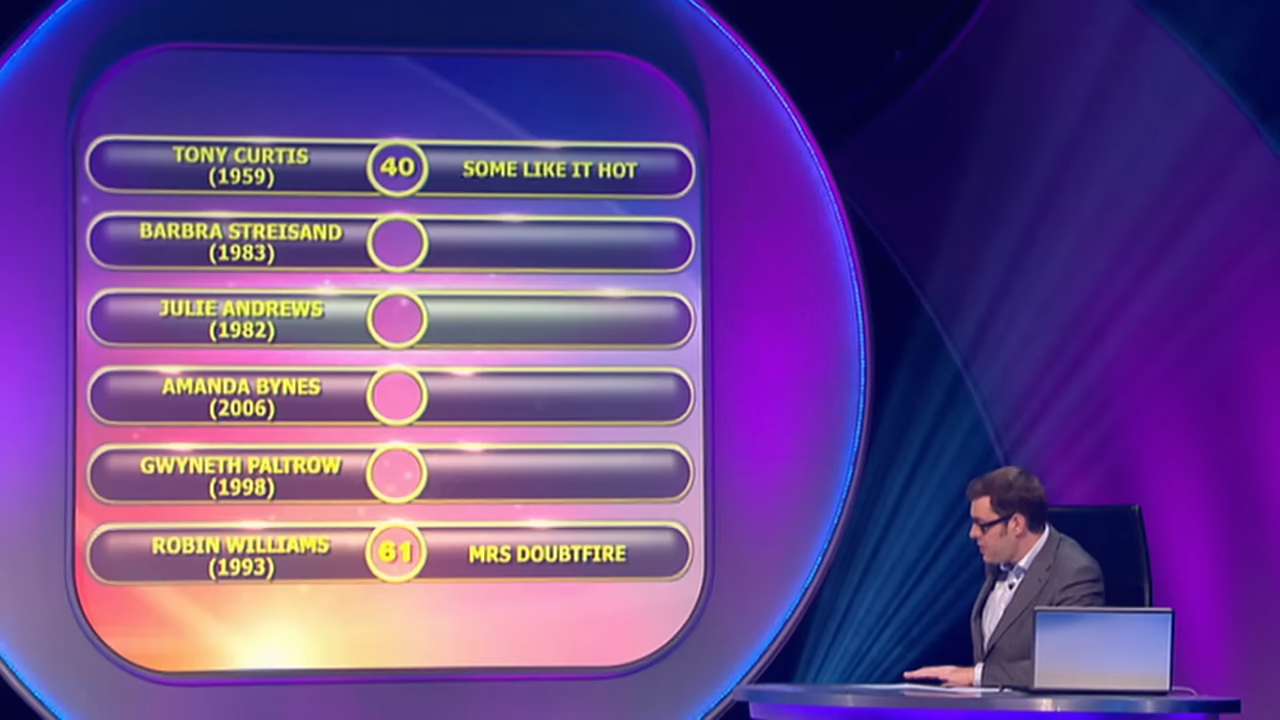 TONY CURTIS
(1959)
40
SOME LIKE IT HOT
BARBRA STREISAND
(1983)
JULIE ANDREWS
(1982)
AMANDA BYNES
(2006)
GWYNETH PALTROW
(1998)
ROBIN WILLIAMS
(1993)
61
MRS DOUBTFIRE